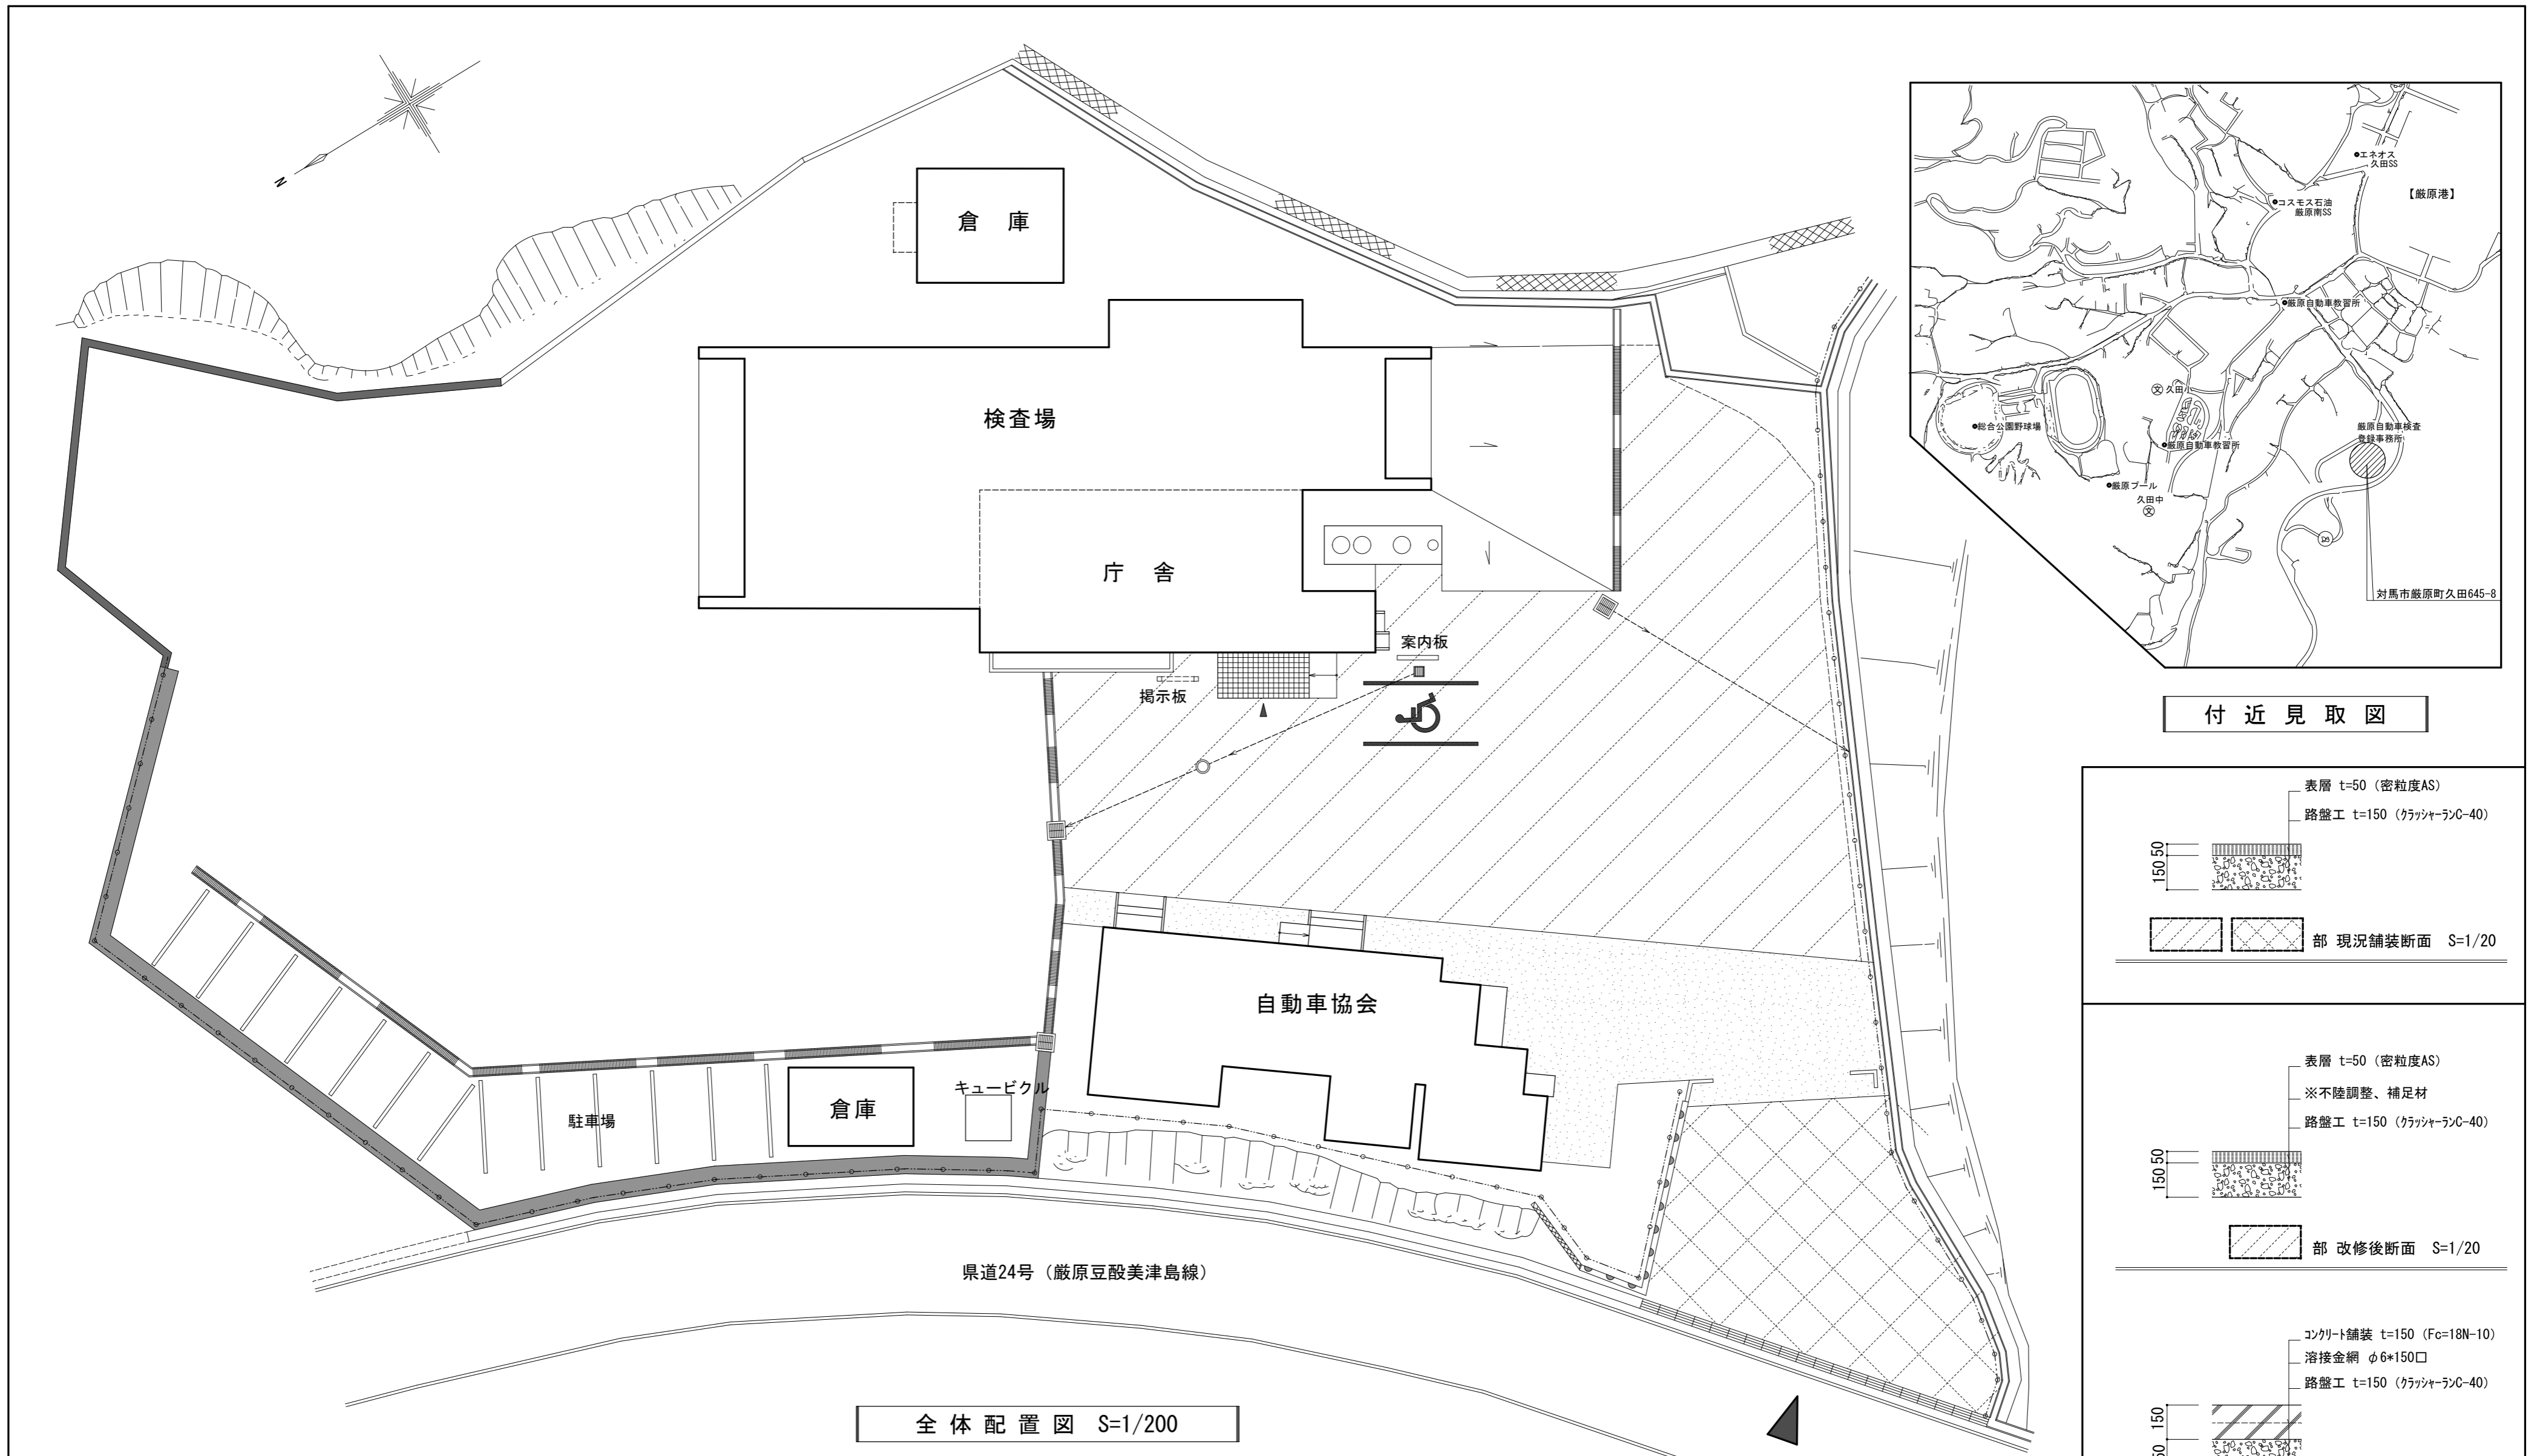 N
倉 庫
検査場
庁 舎
案内板
掲示板
自動車協会
キュービクル
倉庫
駐車場
県道24号（厳原豆酘美津島線）
全 体 配 置 図 S=1/200
エネオス
久田SS
【厳原港】
コスモス石油
厳原南SS
厳原自動車教習所
文 久田小
総合公園野球場
厳原自動車教習所
厳原自動車検査
登録事務所
厳原プール
久田中
文
対馬市厳原町久田645-8
付 近 見 取 図
表層 t=50（密粒度AS）
路盤工 t=150（クラッシャーランC-40）
50
150
部 現況舗装断面 S=1/20
表層 t=50（密粒度AS）
※不陸調整、補足材
路盤工 t=150（クラッシャーランC-40）
50
150
部 改修後断面 S=1/20
コンクリート舗装 t=150（Fc=18N-10）
溶接金網 φ6*150口
路盤工 t=150（クラッシャーランC-40）
150